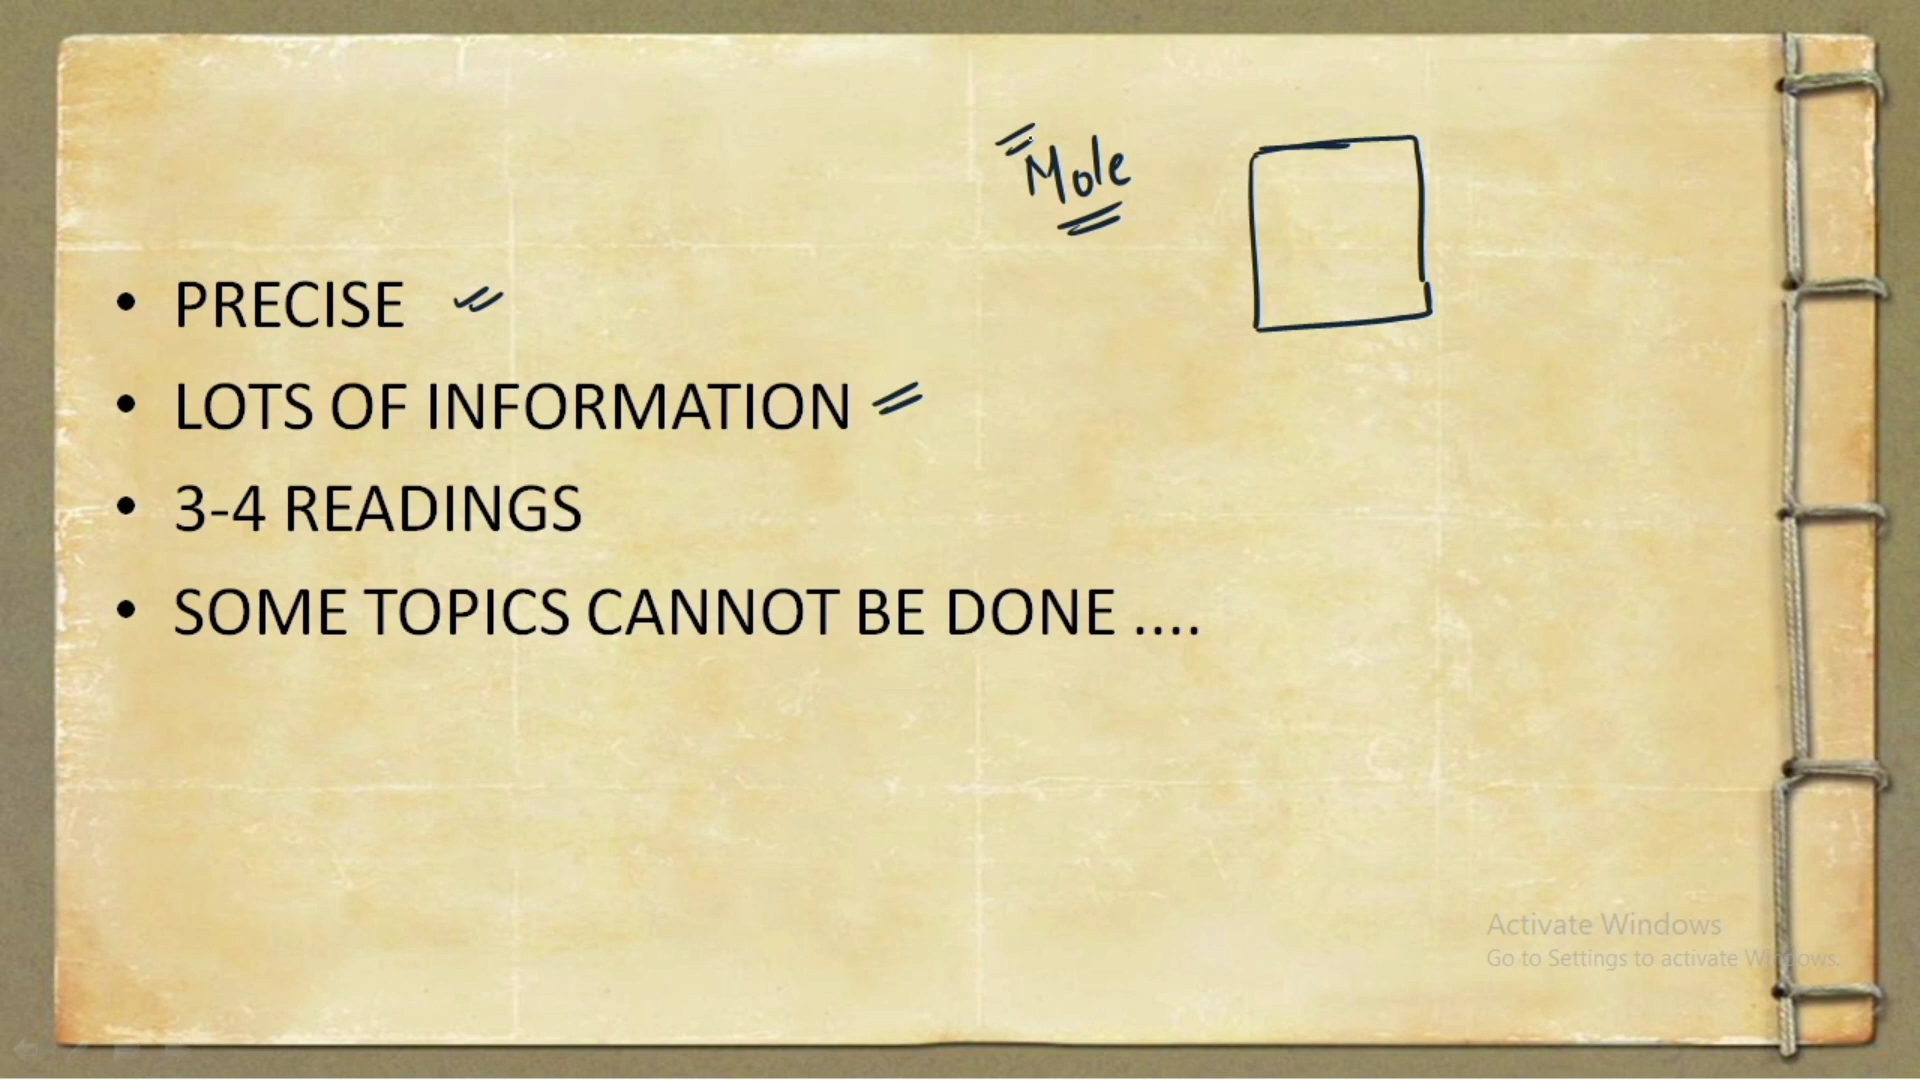 Mole
• PRECISE
• LOTS OF INFORMATION
• 3-4 READINGS
• SOME TOPICS CANNOT BE DONE ....
Activate Windows
Go to Settings to activate Windows.